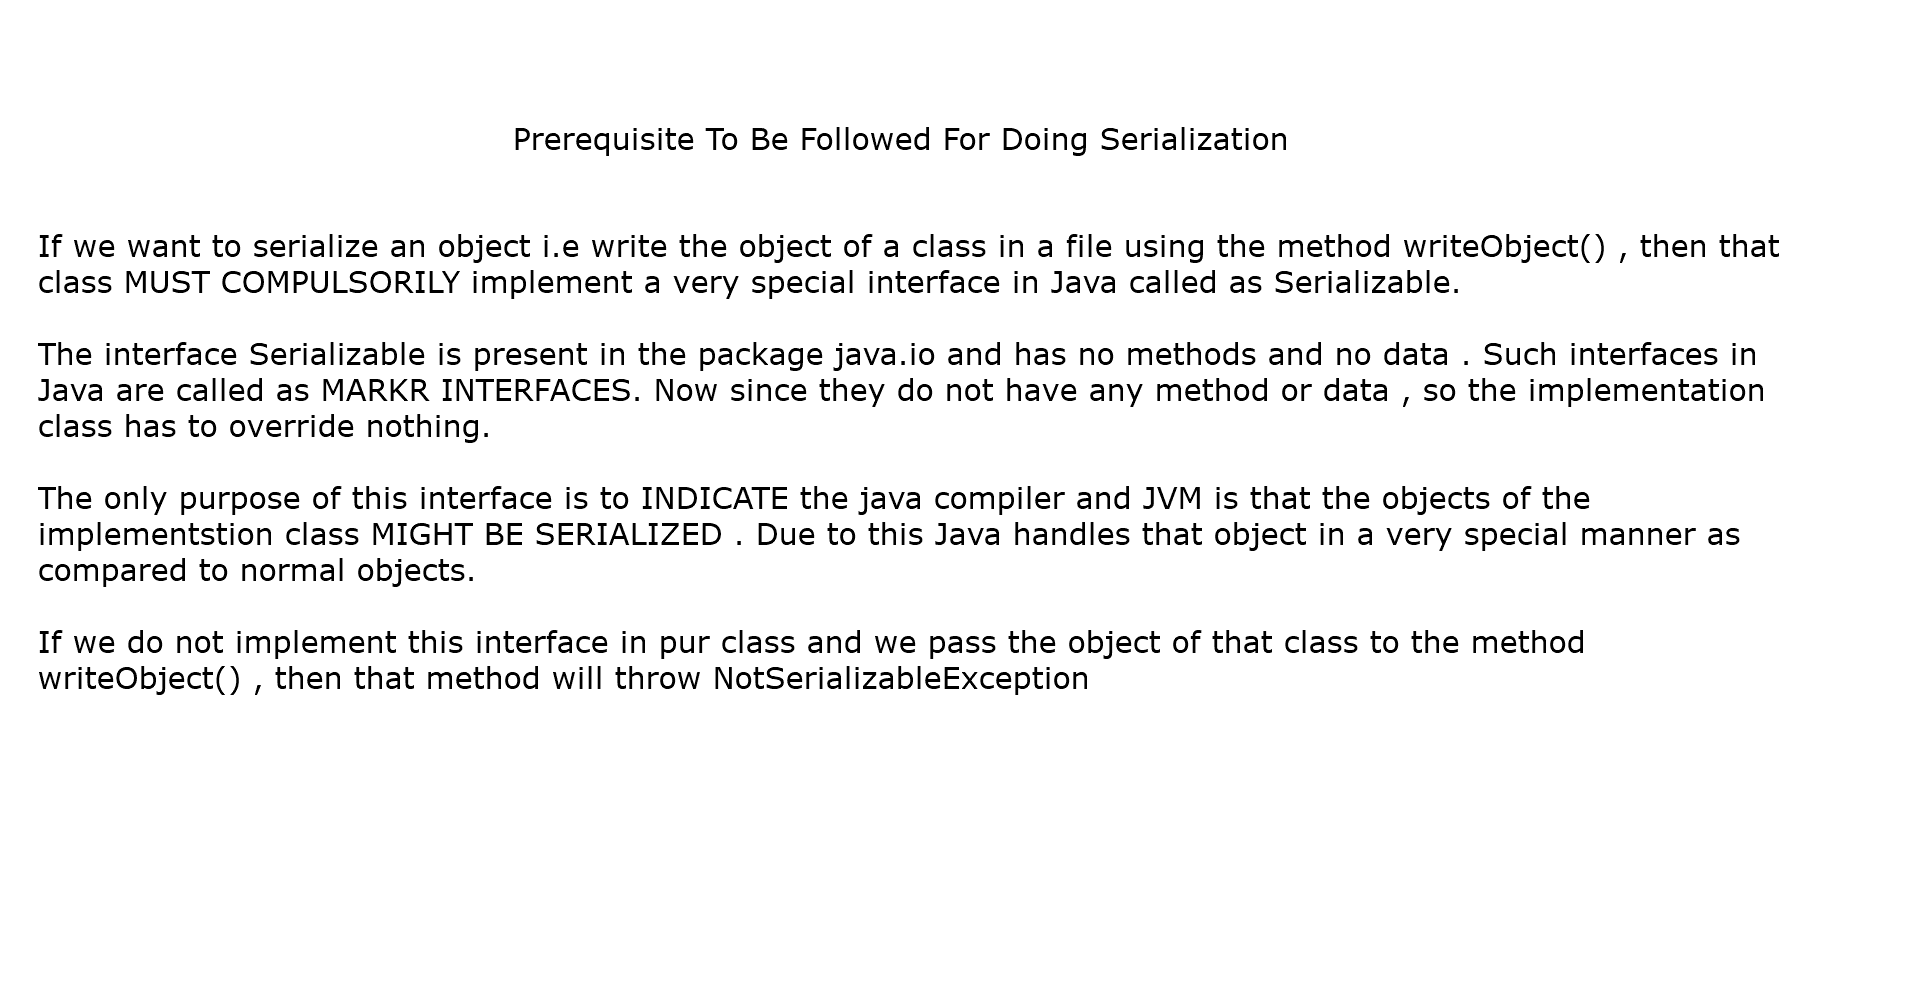 Prerequisite To Be Followed For Doing Serialization
If we want to serialize an object i.e write the object of a class in a file using the method writeObject() , then that
class MUST COMPULSORILY implement a very special interface in Java called as Serializable.
The interface Serializable is present in the package java.io and has no methods and no data . Such interfaces in
Java are called as MARKR INTERFACES. Now since they do not have any method or data , so the implementation
class has to override nothing.
The only purpose of this interface is to INDICATE the java compiler and JVM is that the objects of the
implementstion class MIGHT BE SERIALIZED . Due to this Java handles that object in a very special manner as
compared to normal objects.
If we do not implement this interface in pur class and we pass the object of that class to the method
writeObject() , then that method will throw NotSerializableException